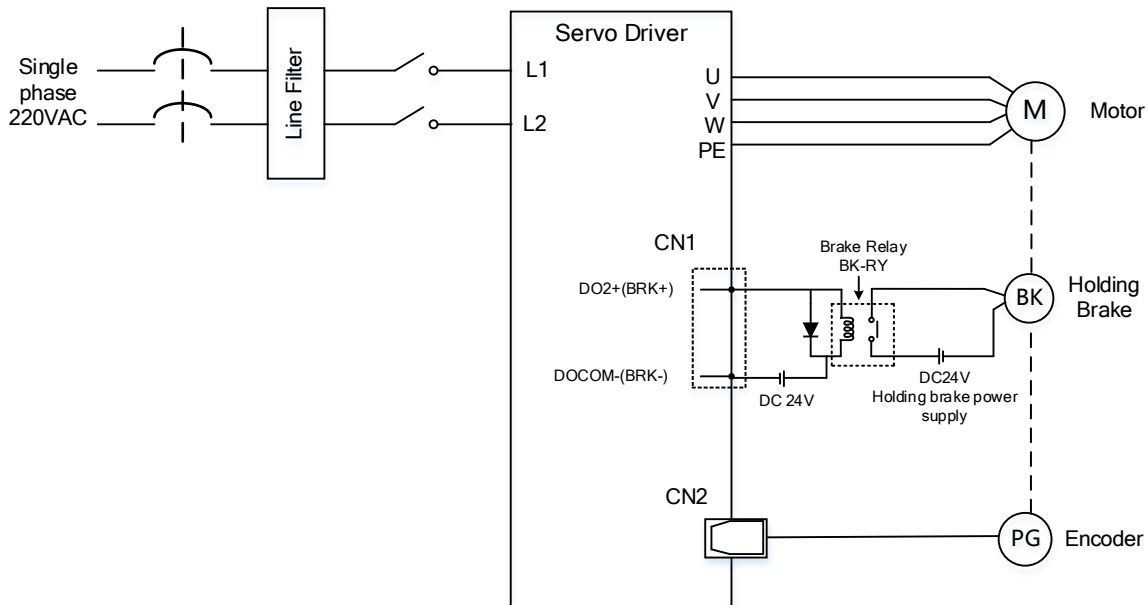 Servo Driver
Single
phase
220VAC
Line Filter
L1
L2
U
V
W
PE
M
Motor
CN1
Brake Relay
BK-RY
DO2+(BRK+)
BK
Holding
Brake
DOCOM-(BRK-)
DC 24V
DC24V
Holding brake power
supply
CN2
PG
Encoder